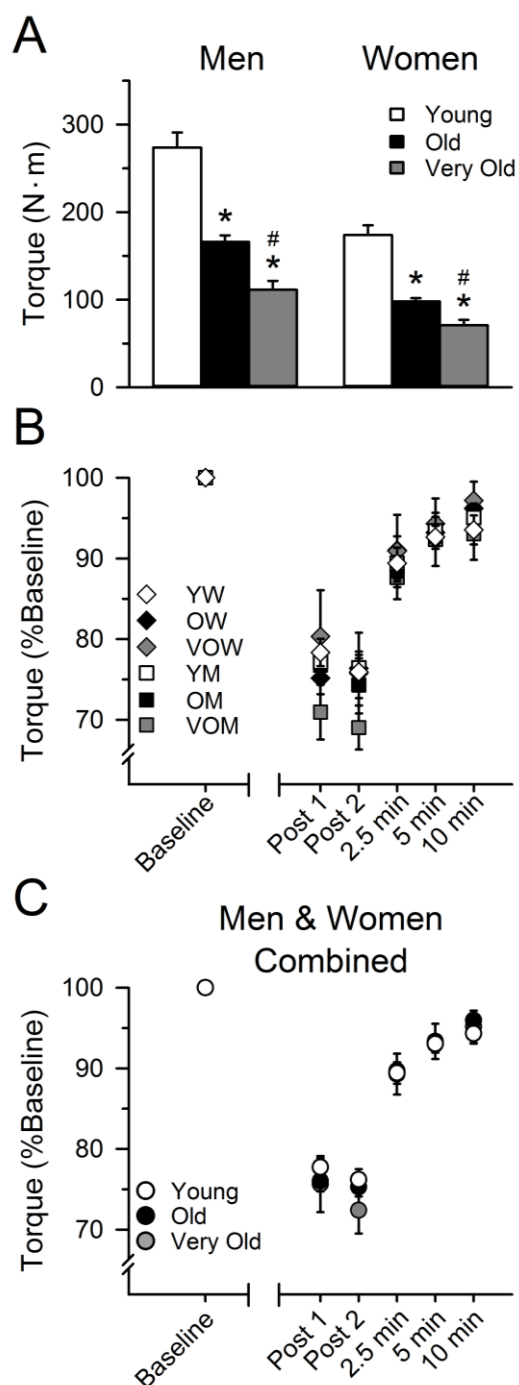 A
Men Women
Young
Old
Very Old
Torque (N·m)
300
200
100
0
*
#
*
*
#
*
B
Torque (%Baseline)
100
90
80
70
YW
OW
VOW
YM
OM
VOM
Baseline
Post 1
Post 2
2.5 min
5 min
10 min
C
Men & Women
Combined
Torque (%Baseline)
100
90
80
70
Young
Old
Very Old
Baseline
Post 1
Post 2
2.5 min
5 min
10 min